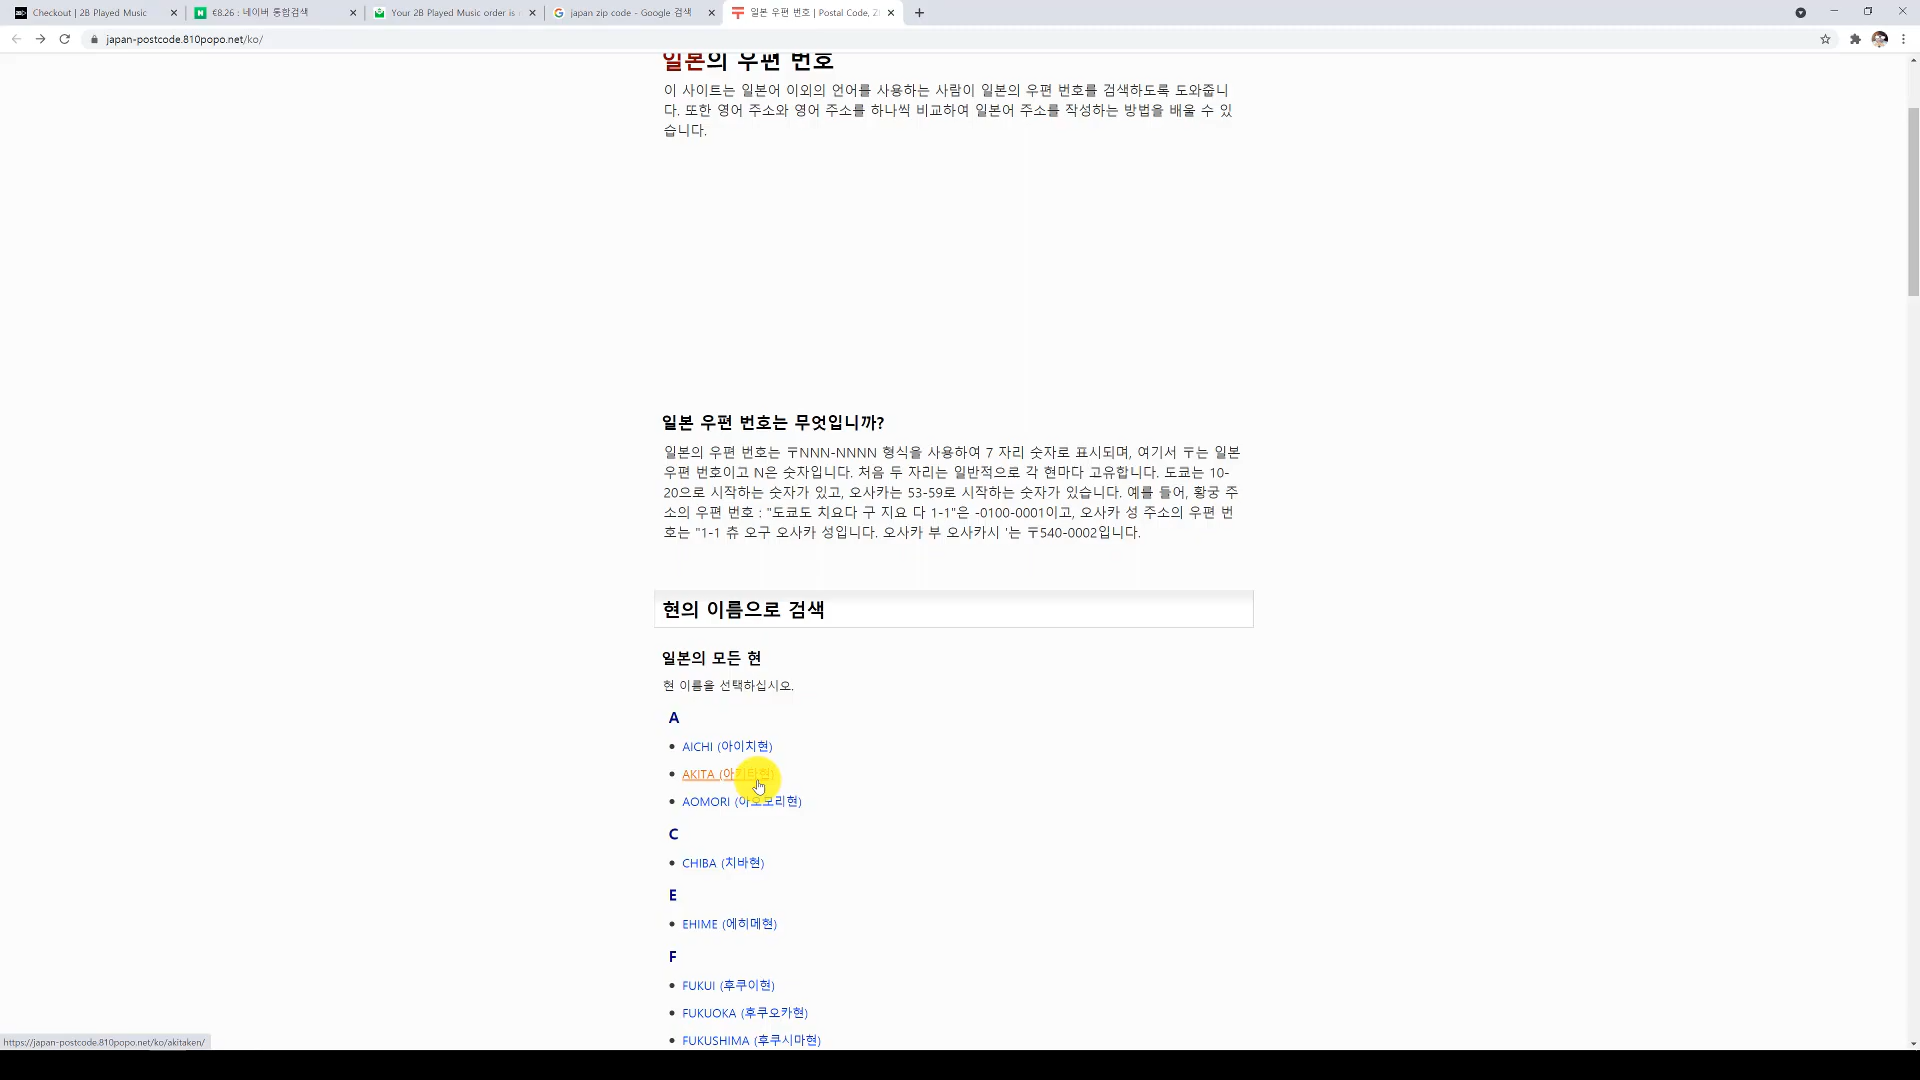 Checkout | 2B Played Music
€8.26 : 네이버 통합검색
Your 2B Played Music order is
japan zip code - Google 검색
일본 우편 번호 | Postal Code, Z
japan-postcode.810popo.net/ko/
일본의 우편 번호
이 사이트는 일본어 이외의 언어를 사용하는 사람이 일본의 우편 번호를 검색하도록 도와줍니
다. 또한 영어 주소와 영어 주소를 하나씩 비교하여 일본어 주소를 작성하는 방법을 배울 수 있
습니다.
일본 우편 번호는 무엇입니까?
일본의 우편 번호는 〒NNN-NNNN 형식을 사용하여 7 자리 숫자로 표시되며, 여기서 〒는 일본
우편 번호이고 N은 숫자입니다. 처음 두 자리는 일반적으로 각 현마다 고유합니다. 도쿄는 10-
20으로 시작하는 숫자가 있고, 오사카는 53-59로 시작하는 숫자가 있습니다. 예를 들어, 황궁 주
소의 우편 번호 : "도쿄도 치요다 구 지요 다 1-1"은 -0100-0001이고, 오사카 성 주소의 우편 번
호는 "1-1 츄 오구 오사카 성입니다. 오사카 부 오사카시 '는 〒540-0002입니다.
현의 이름으로 검색
일본의 모든 현
현 이름을 선택하십시오.
A
AICHI (아이치현)
AKITA (아키타현)
AOMORI (아오모리현)
C
CHIBA (치바현)
E
EHIME (에히메현)
F
FUKUI (후쿠이현)
FUKUOKA (후쿠오카현)
FUKUSHIMA (후쿠시마현)
https://japan-postcode.810popo.net/ko/akitaken/